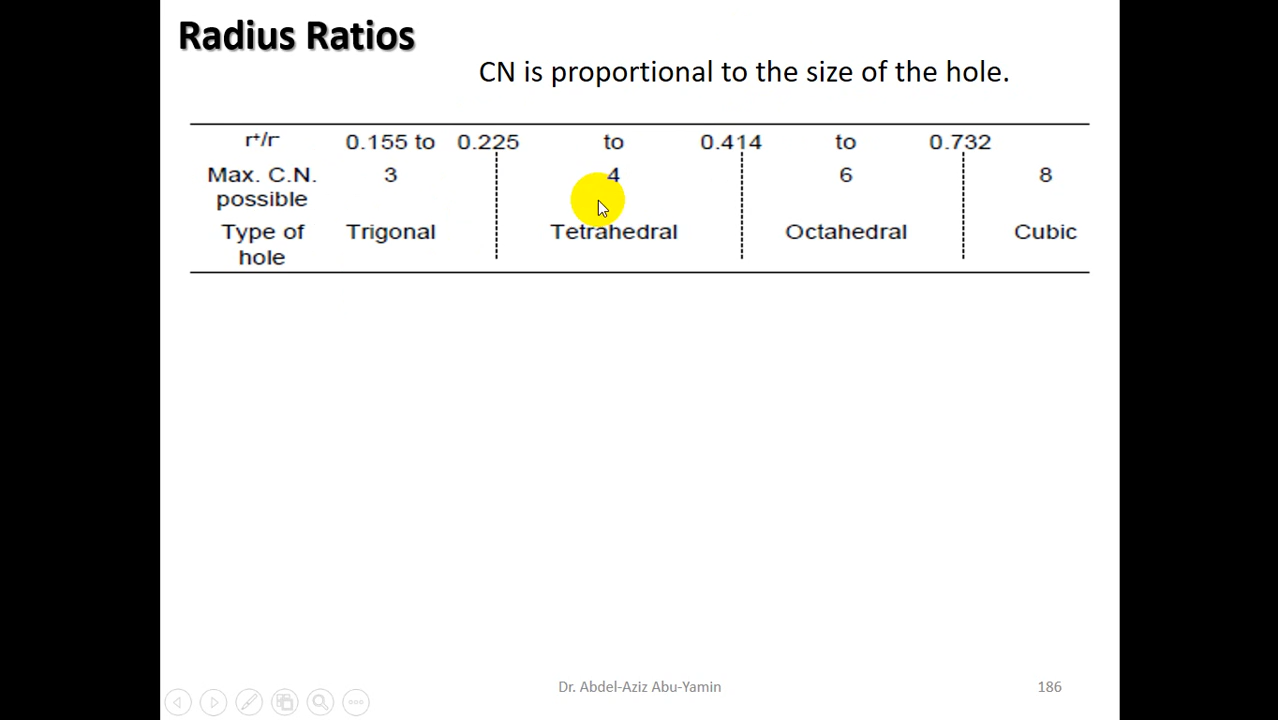 Radius Ratios
CN is proportional to the size of the hole.
r⁺/r⁻ 0.155 to 0.225 to 0.414 to 0.732
Max. C.N. 3 4 6 8
possible
Type of Trigonal Tetrahedral Octahedral Cubic
hole
Dr. Abdel-Aziz Abu-Yamin 186